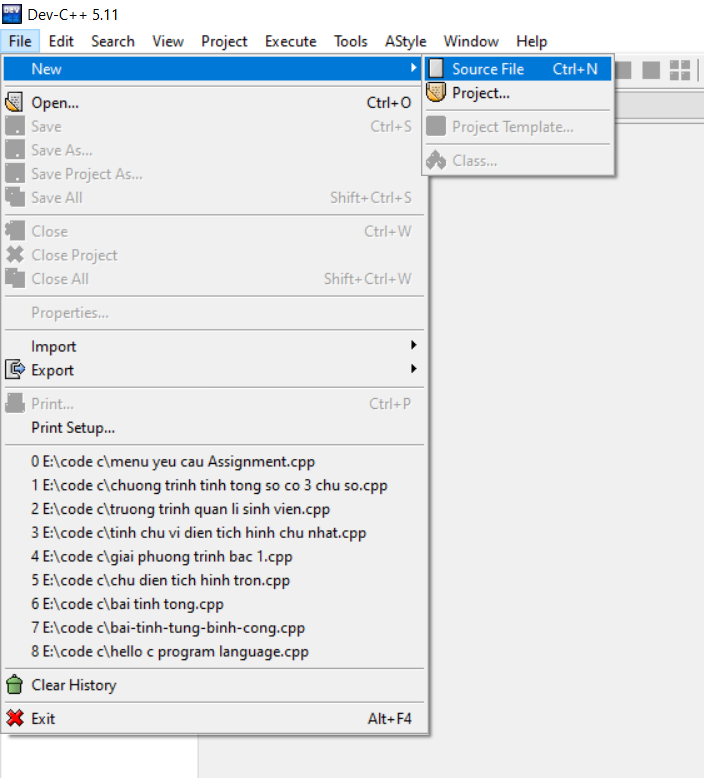 Dev-C++ 5.11
File Edit Search View Project Execute Tools AStyle Window Help
New
Source File Ctrl+N
Project...
Project Template...
Class...
Open... Ctrl+O
Save Ctrl+S
Save As...
Save Project As...
Save All Shift+Ctrl+S
Close Ctrl+W
Close Project
Close All Shift+Ctrl+W
Properties...
Import
Export
Print... Ctrl+P
Print Setup...
0 E:\code c\menu yeu cau Assignment.cpp
1 E:\code c\chuong trinh tinh tong so co 3 chu so.cpp
2 E:\code c\truong trinh quan li sinh vien.cpp
3 E:\code c\tinh chu vi dien tich hinh chu nhat.cpp
4 E:\code c\giai phuong trinh bac 1.cpp
5 E:\code c\chu dien tich hinh tron.cpp
6 E:\code c\bai tinh tong.cpp
7 E:\code c\bai-tinh-tung-binh-cong.cpp
8 E:\code c\hello c program language.cpp
Clear History
Exit Alt+F4